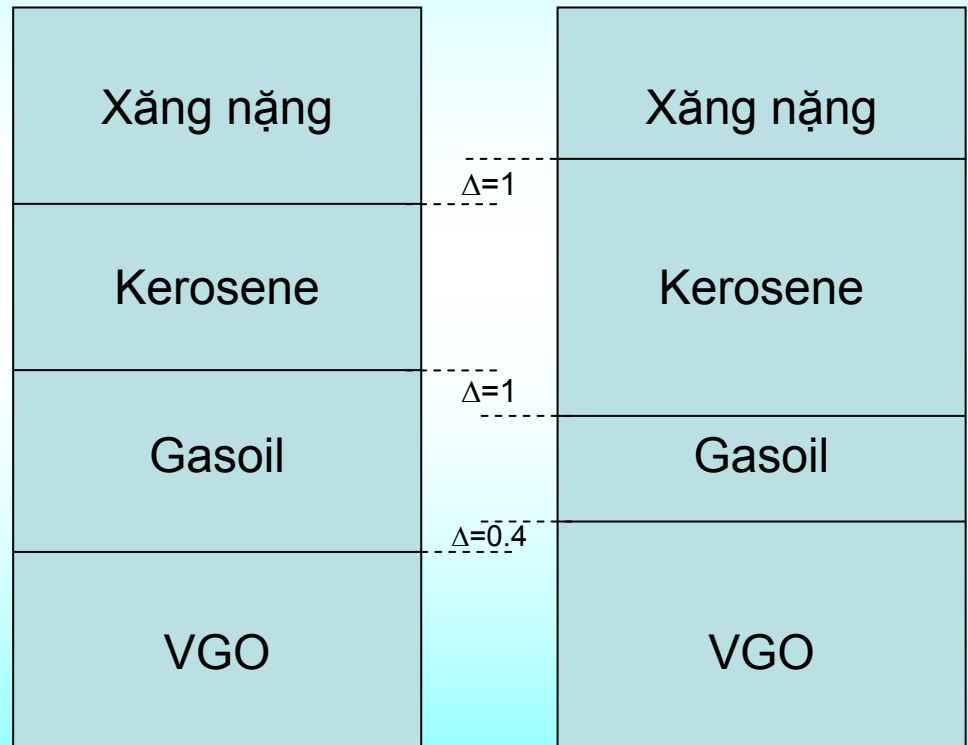 Xăng nặng
Xăng nặng
∆=1
Kerosene
Kerosene
∆=1
Gasoil
Gasoil
∆=0.4
VGO
VGO